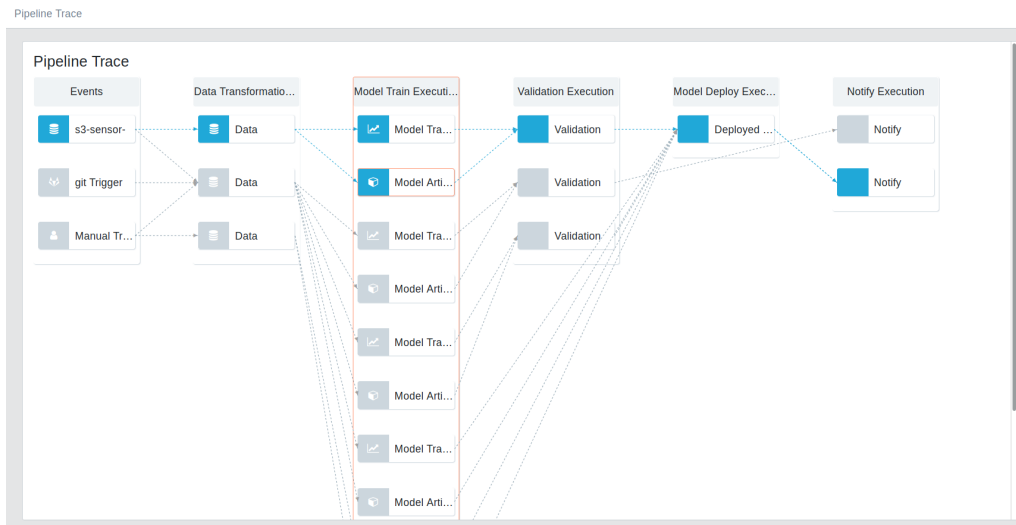 Pipeline Trace
Pipeline Trace
Events
Data Transformatio...
Model Train Executi...
Validation Execution
Model Deploy Exec...
Notify Execution
s3-sensor-
Data
Model Tra...
Validation
Deployed ...
Notify
git Trigger
Data
Model Arti...
Validation
Notify
Manual Tr...
Data
Model Tra...
Validation
Model Arti...
Model Tra...
Model Arti...
Model Tra...
Model Arti...